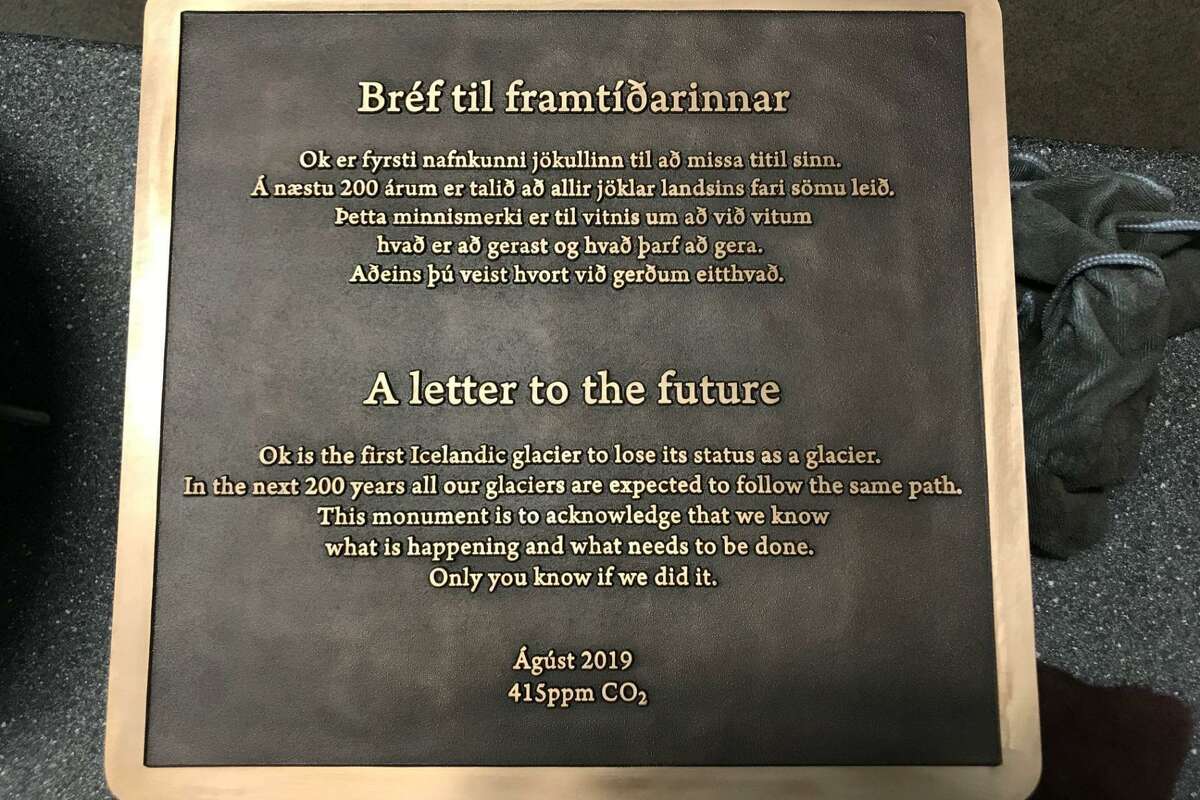 Bréf til framtíðarinnar
Ok er fyrsti nafnkunni jökullinn til að missa titil sinn.
Á næstu 200 árum er talið að allir jöklar landsins fari sömu leið.
Þetta minnismerki er til vitnis um að við vitum
hvað er að gerast og hvað þarf að gera.
Aðeins þú veist hvort við gerðum eitthvað.
A letter to the future
Ok is the first Icelandic glacier to lose its status as a glacier.
In the next 200 years all our glaciers are expected to follow the same path.
This monument is to acknowledge that we know
what is happening and what needs to be done.
Only you know if we did it.
Ágúst 2019
415ppm CO₂